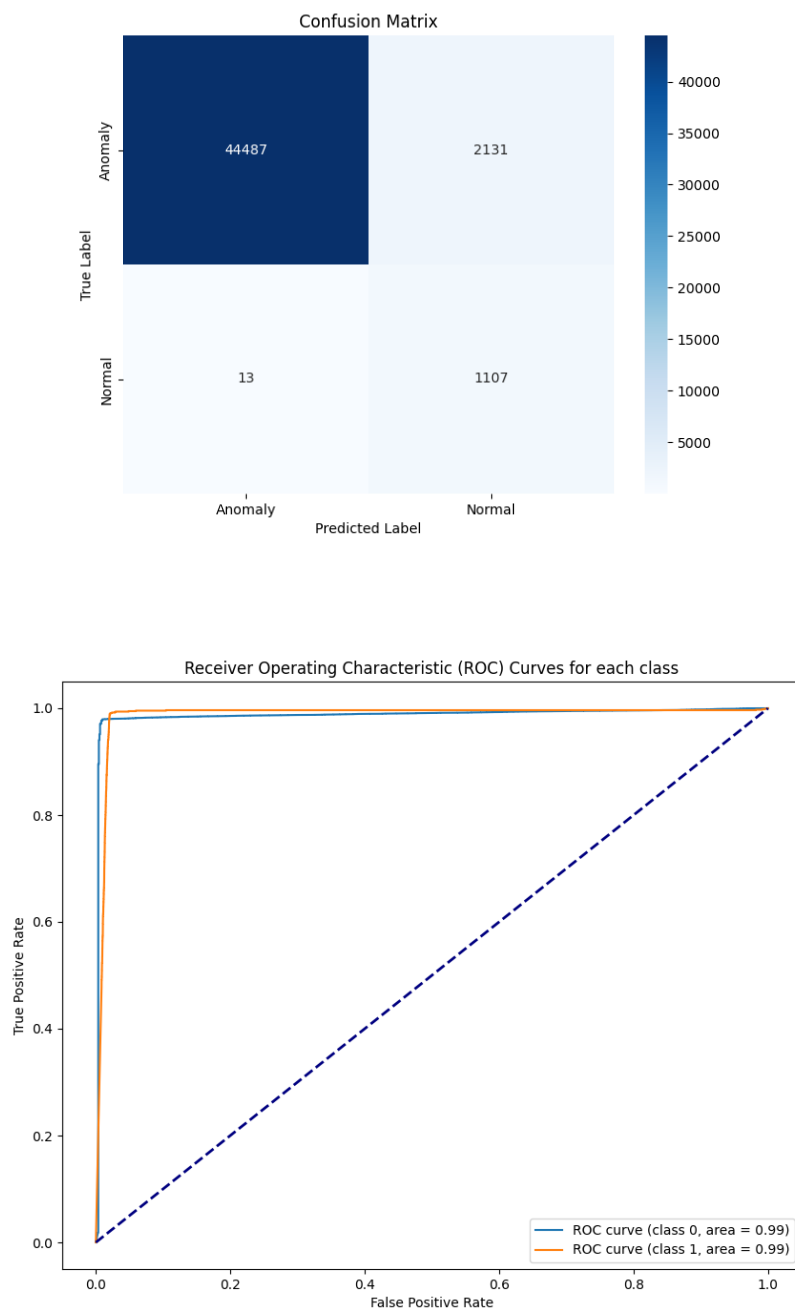 Confusion Matrix
Anomaly
Normal
True Label
44487 2131
13 1107
Anomaly Normal
Predicted Label
40000
35000
30000
25000
20000
15000
10000
5000
Receiver Operating Characteristic (ROC) Curves for each class
True Positive Rate
1.0
0.8
0.6
0.4
0.2
0.0
0.0 0.2 0.4 0.6 0.8 1.0
False Positive Rate
ROC curve (class 0, area = 0.99)
ROC curve (class 1, area = 0.99)